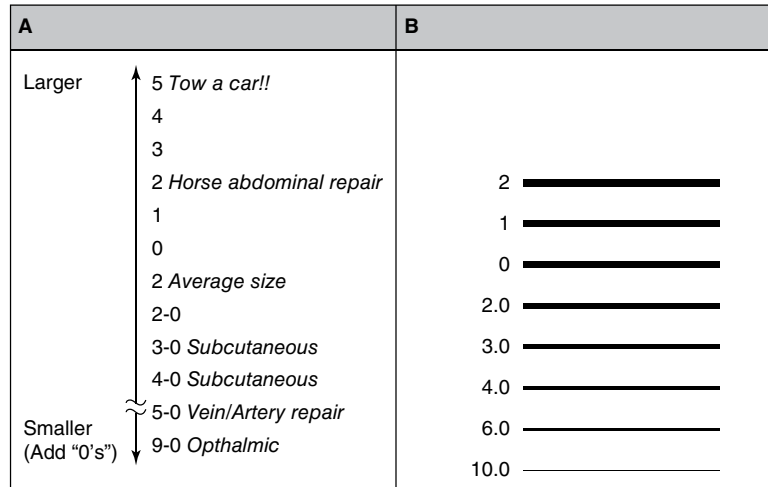 A
B
Larger
5 Tow a car!!
4
3
2 Horse abdominal repair
1
0
2 Average size
2-0
3-0 Subcutaneous
4-0 Subcutaneous
5-0 Vein/Artery repair
Smaller
(Add “0’s”)
9-0 Opthalmic
2
1
0
2.0
3.0
4.0
6.0
10.0